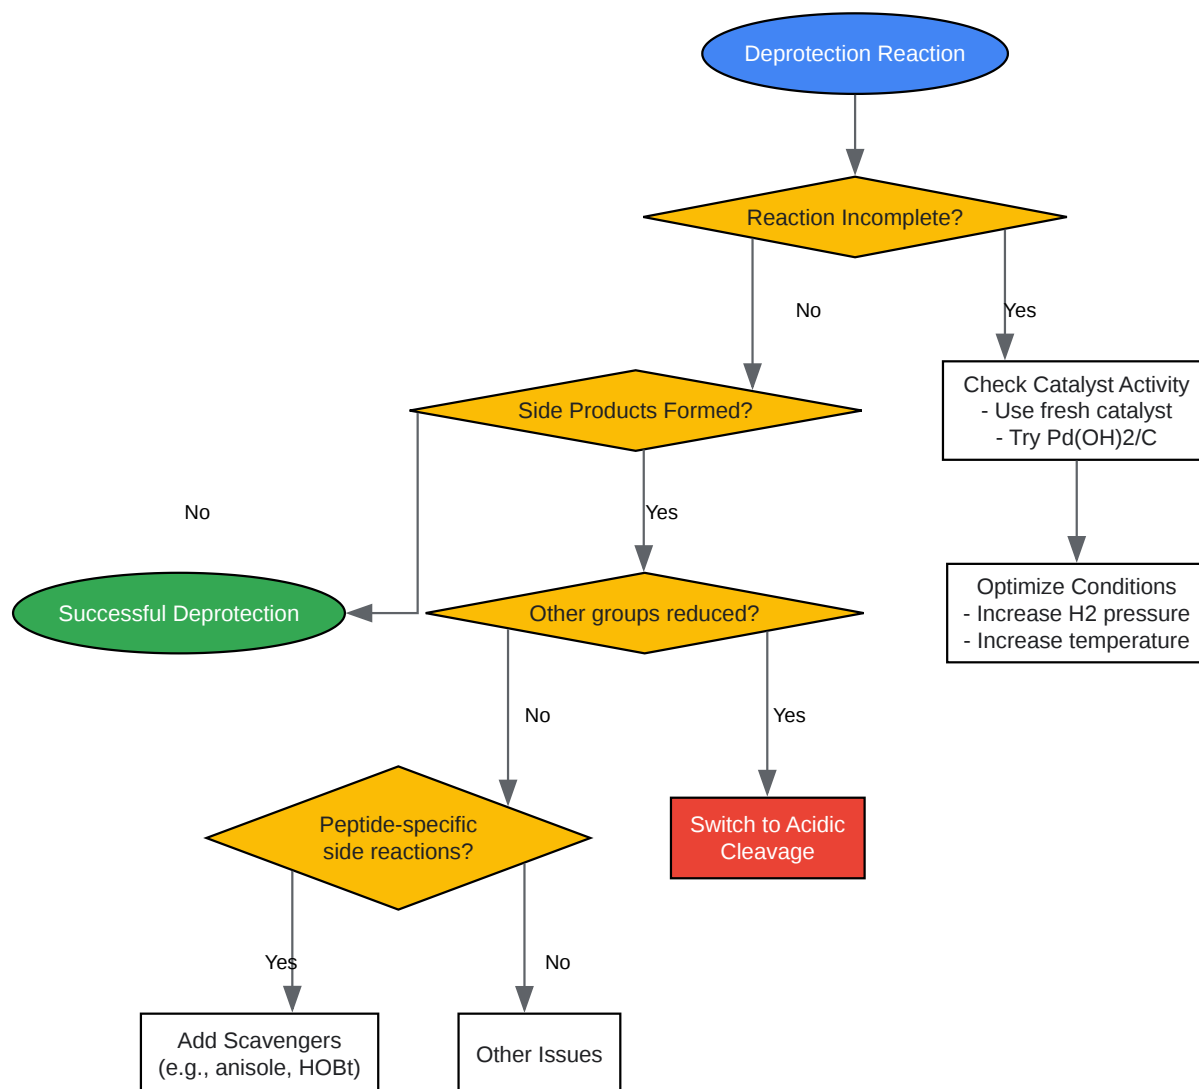 Deprotection Reaction
Reaction Incomplete?
No
Yes
Side Products Formed?
Check Catalyst Activity
- Use fresh catalyst
- Try Pd(OH)2/C
No
Yes
Successful Deprotection
Other groups reduced?
Optimize Conditions
- Increase H2 pressure
- Increase temperature
No
Yes
Peptide-specific
side reactions?
Switch to Acidic
Cleavage
Yes
No
Add Scavengers
(e.g., anisole, HOBt)
Other Issues